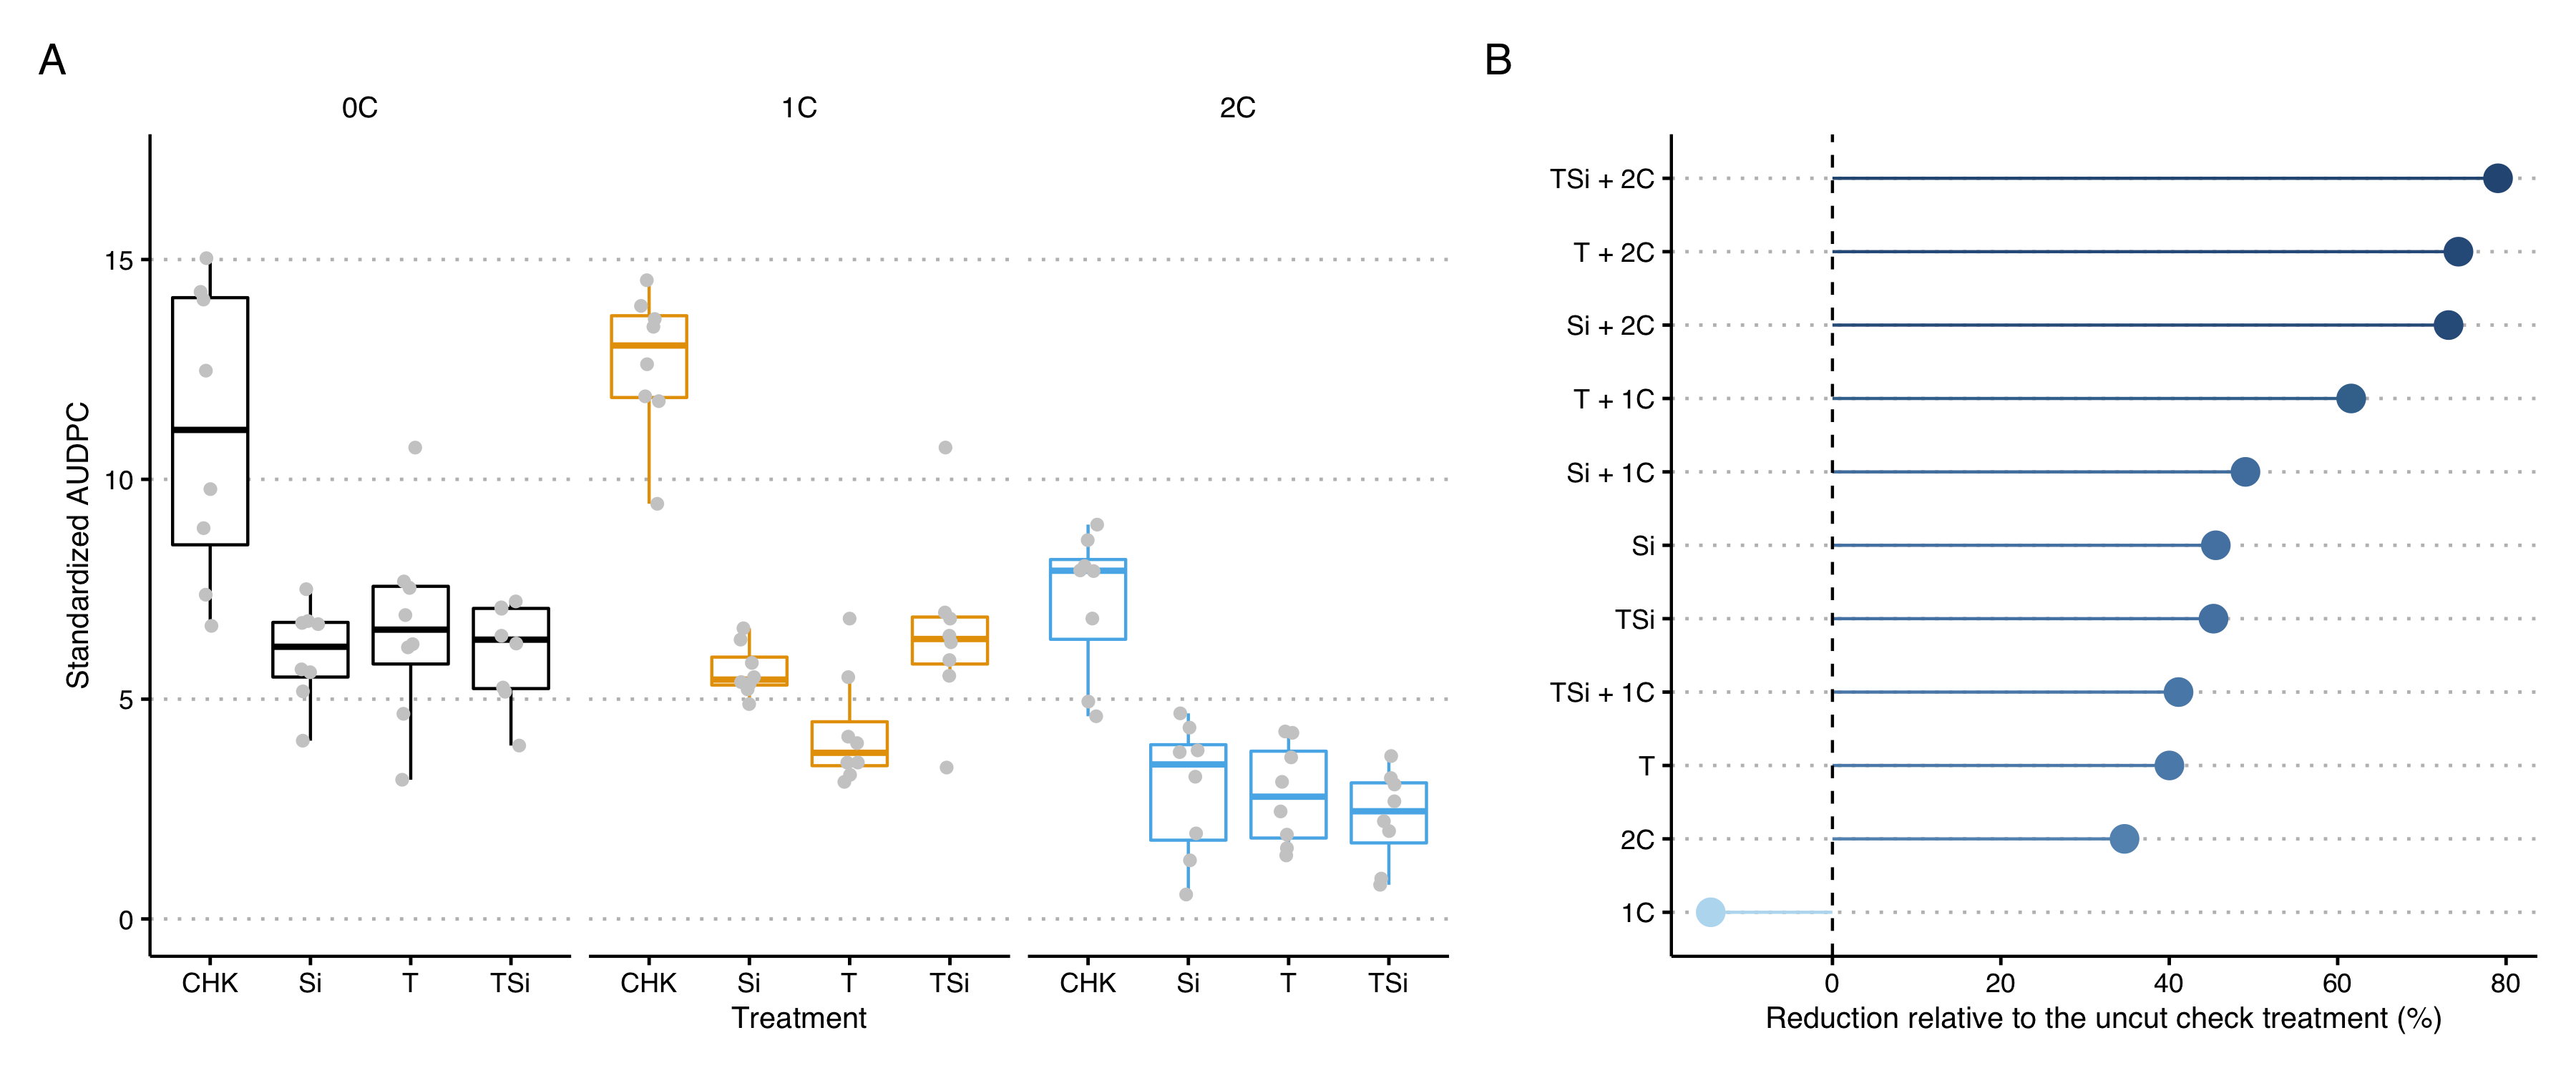 A
0C
1C
2C
Standardized AUDPC
15
10
5
0
CHK Si T TSi
CHK Si T TSi
CHK Si T TSi
Treatment
B
TSi + 2C
T + 2C
Si + 2C
T + 1C
Si + 1C
Si
TSi
TSi + 1C
T
2C
1C
0 20 40 60 80
Reduction relative to the uncut check treatment (%)